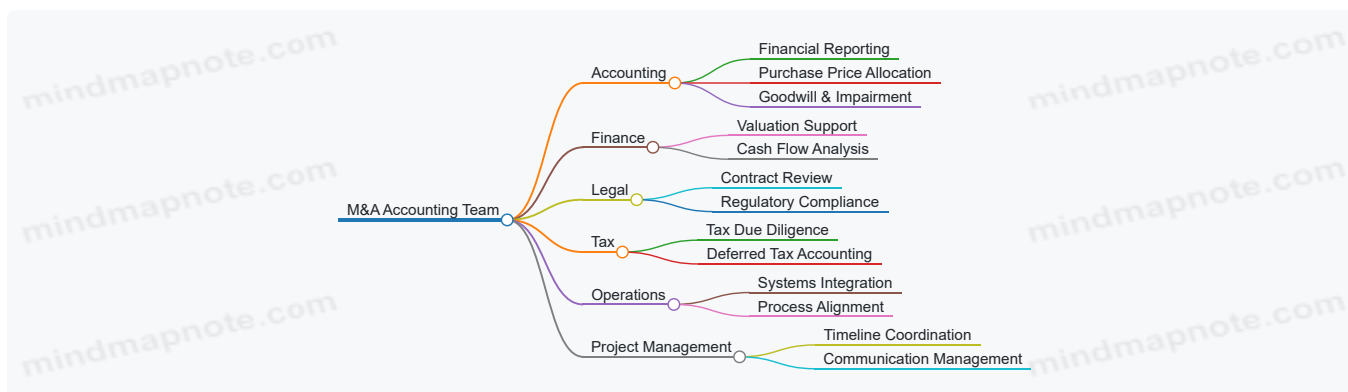 mindmapnote.com
mindmapnote.com
Financial Reporting
Accounting
Purchase Price Allocation
Goodwill & Impairment
Valuation Support
Finance
Cash Flow Analysis
mindmapnote.com
mindmapnote.com
Contract Review
Legal
Regulatory Compliance
M&A Accounting Team
Tax Due Diligence
Tax
Deferred Tax Accounting
Systems Integration
Operations
Process Alignment
mindmapnote.com
mindmapnote.com
Timeline Coordination
Project Management
Communication Management